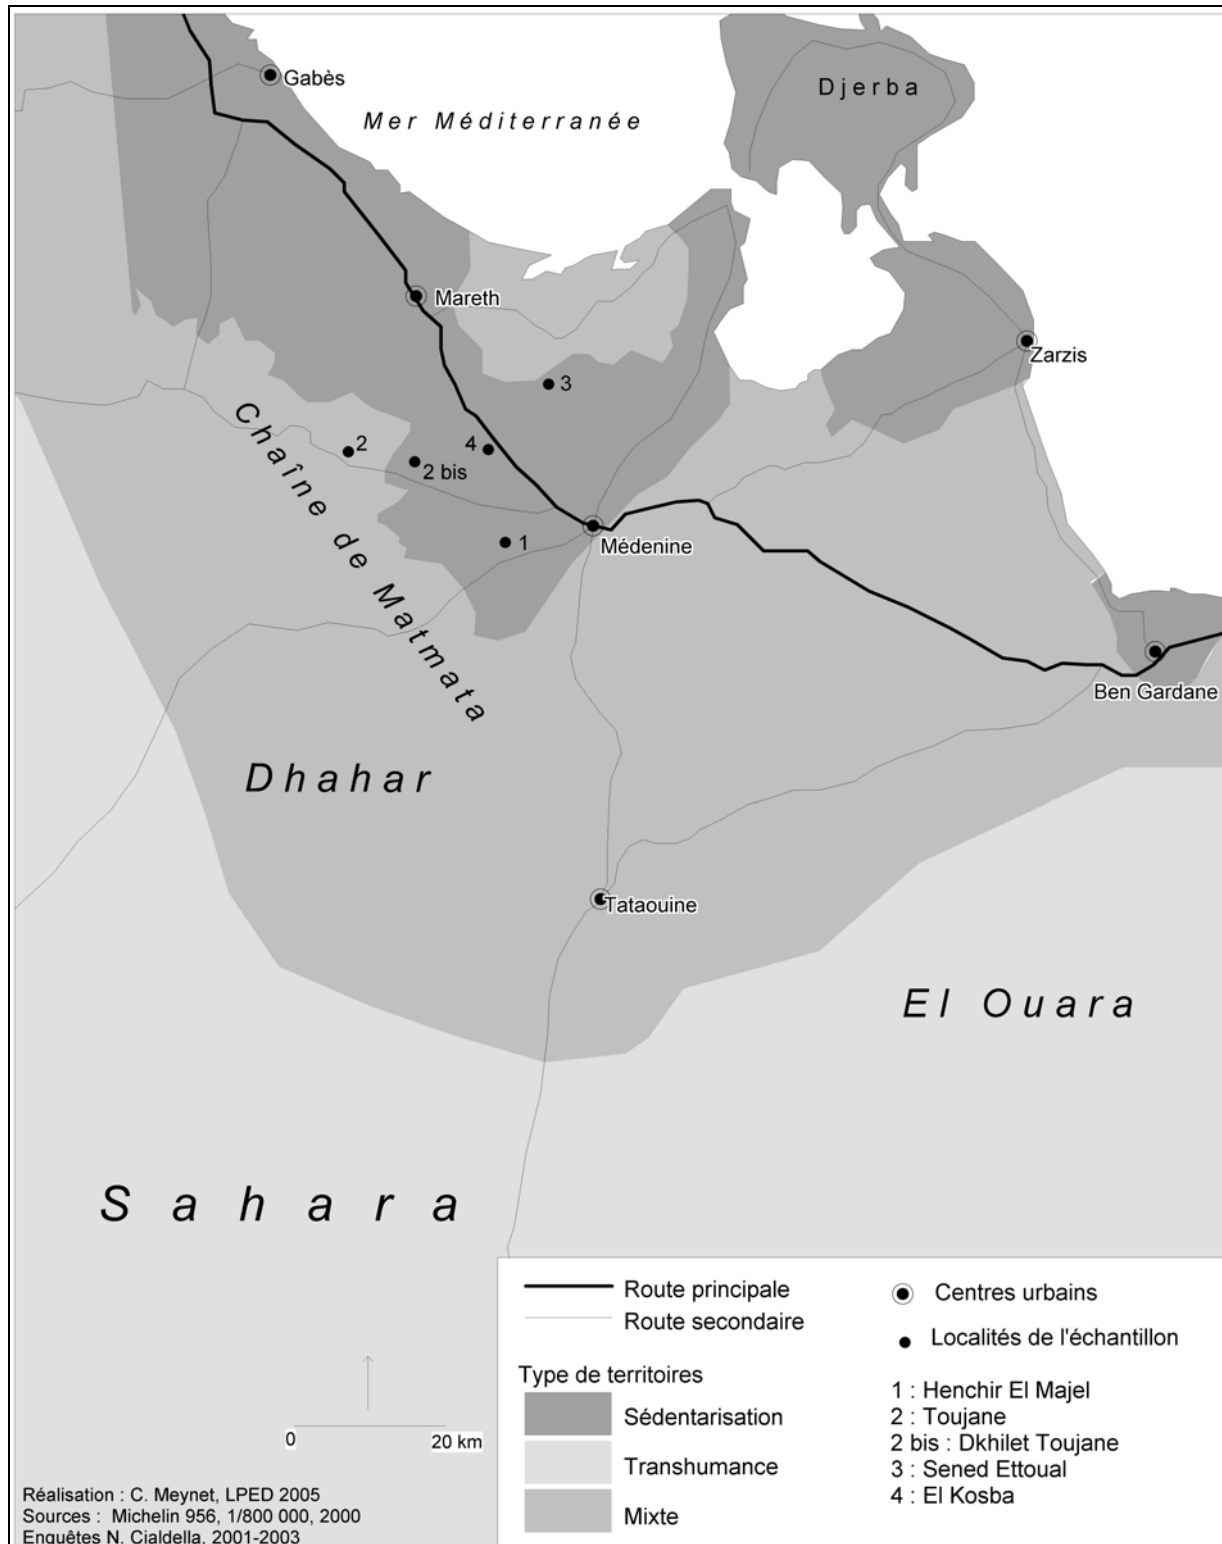 Gabès
Djerba
Mer Méditerranée
Mareth
Zarzis
3
2
4
2 bis
Chaîne de Matmata
1
Médenine
Ben Gardane
Dhahar
Tataouine
El Ouara
Sahara
Route principale
Route secondaire
Centres urbains
Localités de l'échantillon
Type de territoires
Sédentarisation
Transhumance
Mixte
1 : Henchir El Majel
2 : Toujane
2 bis : Dkhilet Toujane
3 : Sened Ettoual
4 : El Kosba
0 20 km
Réalisation : C. Meynet, LPED 2005
Sources : Michelin 956, 1/800 000, 2000
Enquêtes N. Cialdella, 2001-2003